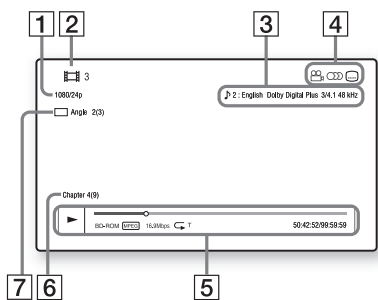 1 2 3 4
3
1080/24p
2 : English Dolby Digital Plus 3/4.1 48 kHz
Angle 2(3)
Chapter 4(9)
BD-ROM MPEG 16.9Mbps T 50:42:52/99:59:59
7 6 5